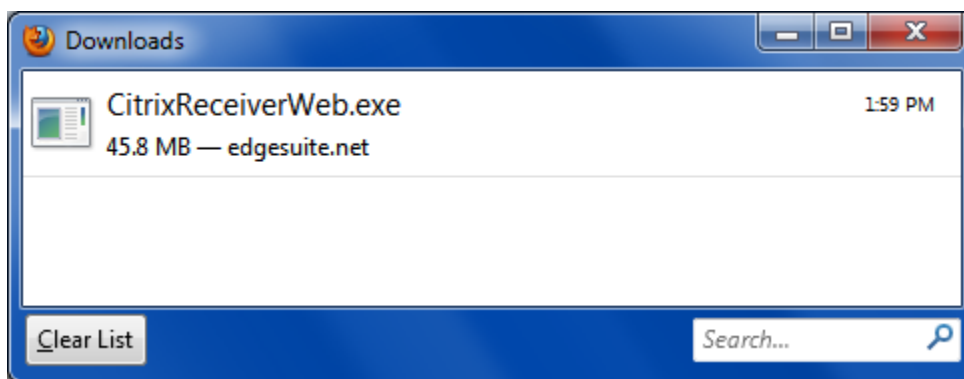 Downloads
CitrixReceiverWeb.exe
1:59 PM
45.8 MB — edgesuite.net
Clear List
Search...